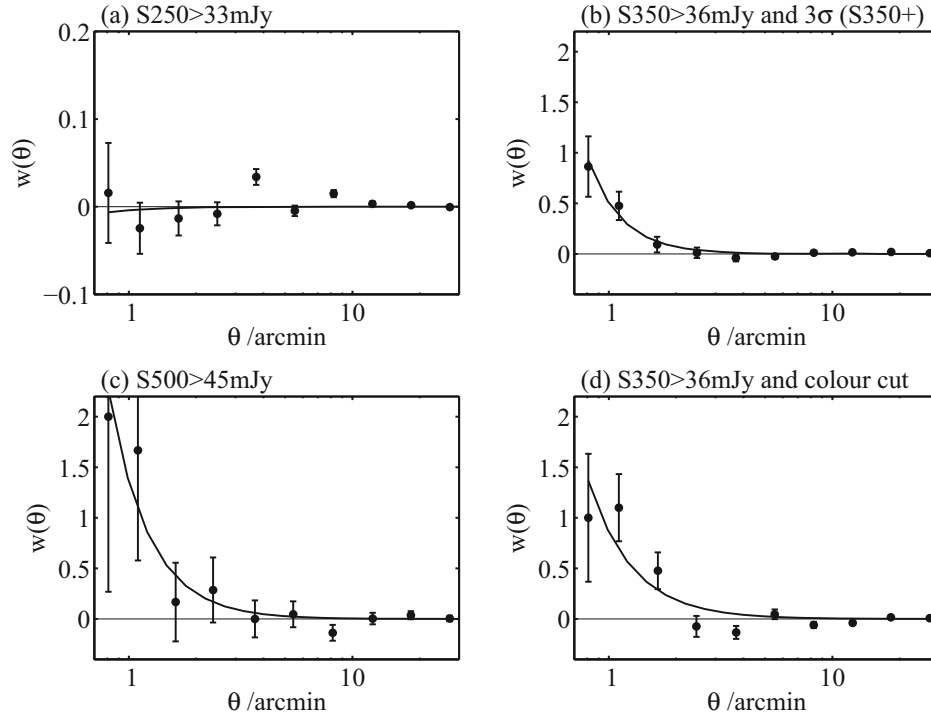 (a) S250>33mJy
0.2
0.1
0
−0.1
w(θ)
1
10
θ /arcmin
(b) S350>36mJy and 3σ (S350+)
2
1.5
1
0.5
0
w(θ)
1
10
θ /arcmin
(c) S500>45mJy
2
1.5
1
0.5
0
w(θ)
1
10
θ /arcmin
(d) S350>36mJy and colour cut
2
1.5
1
0.5
0
w(θ)
1
10
θ /arcmin